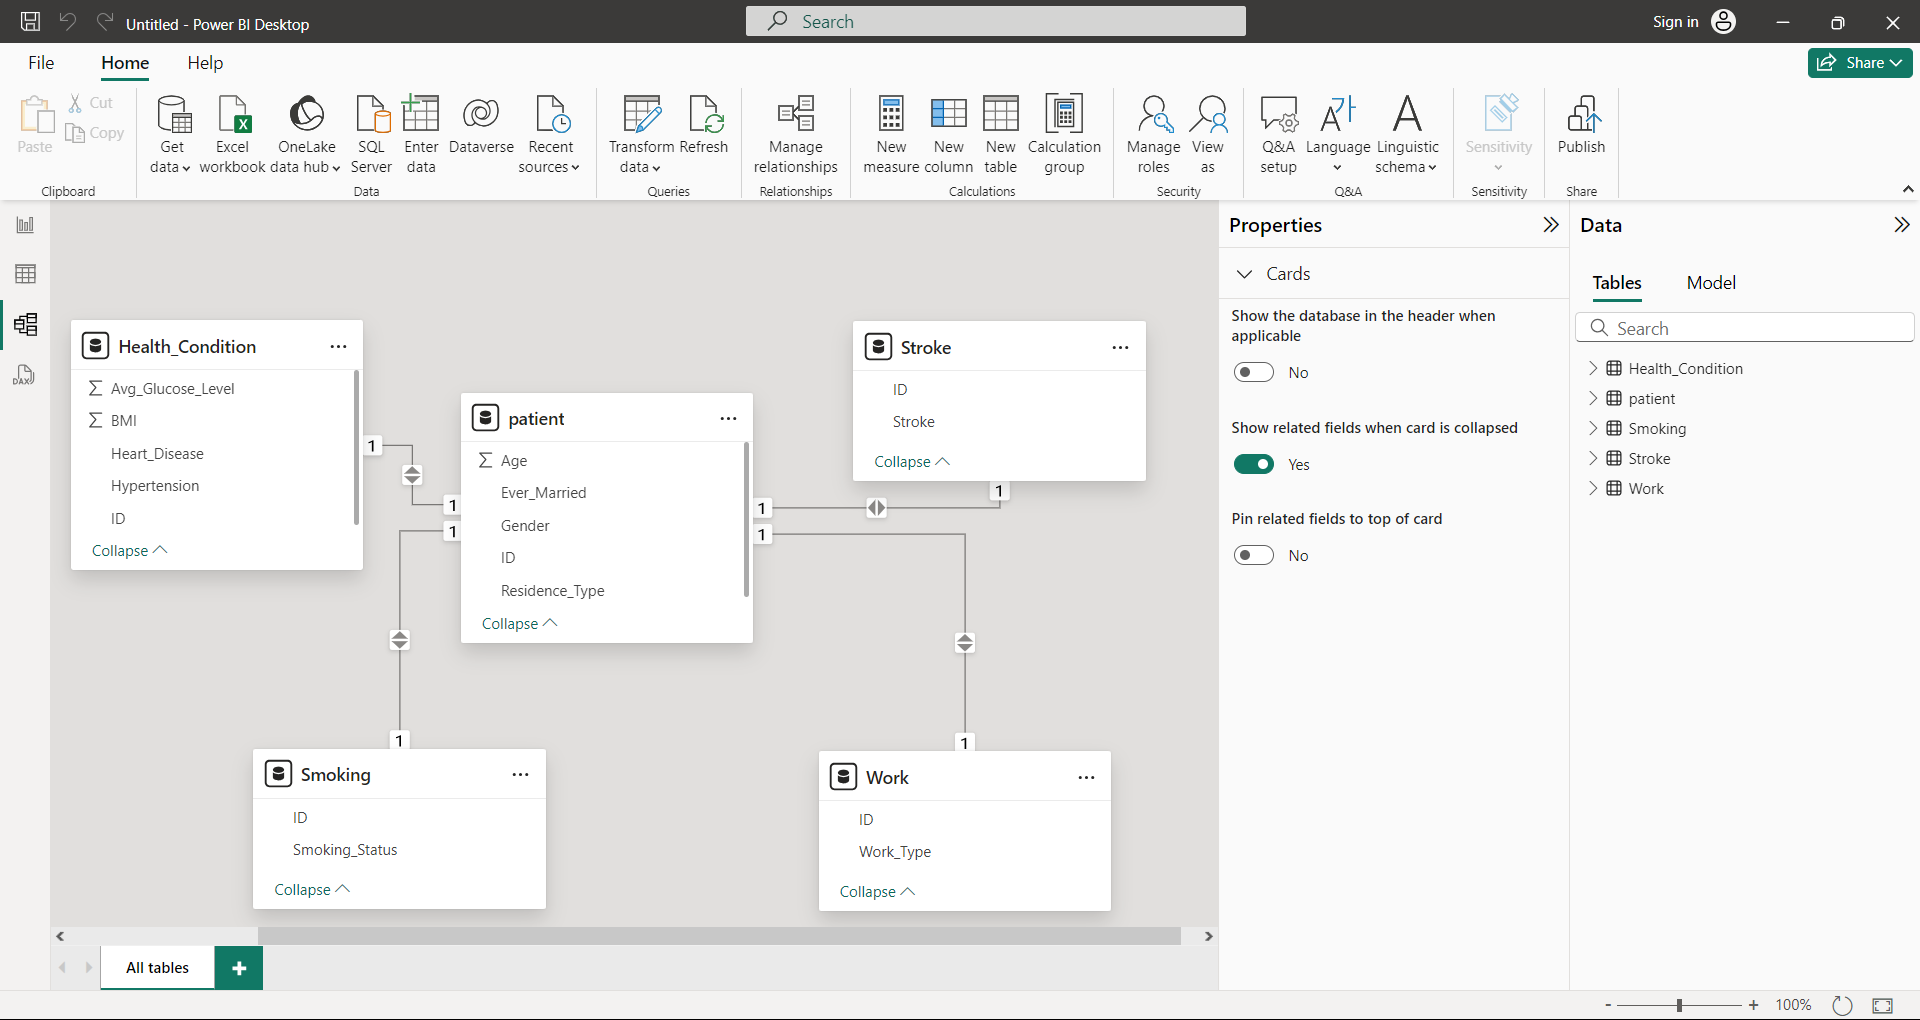 Untitled - Power BI Desktop
Search
Sign in
File
Home
Help
Share
Paste
Cut
Copy
Clipboard
Get data
Excel workbook
OneLake data hub
SQL Server
Enter data
Dataverse
Recent sources
Data
Transform data
Refresh
Queries
Manage relationships
Relationships
New measure
New column
New table
Calculation group
Calculations
Manage roles
View as
Security
Q&A setup
Language
Linguistic schema
Q&A
Sensitivity
Sensitivity
Publish
Share
DAX
Health_Condition
Avg_Glucose_Level
BMI
Heart_Disease
Hypertension
ID
Collapse
1
1
1
patient
Age
Ever_Married
Gender
ID
Residence_Type
Collapse
1
1
Stroke
ID
Stroke
Collapse
1
1
Smoking
ID
Smoking_Status
Collapse
1
Work
ID
Work_Type
Collapse
All tables
Properties
Cards
Show the database in the header when
applicable
No
Show related fields when card is collapsed
Yes
Pin related fields to top of card
No
Data
Tables
Model
Search
Health_Condition
patient
Smoking
Stroke
Work
- + 100%